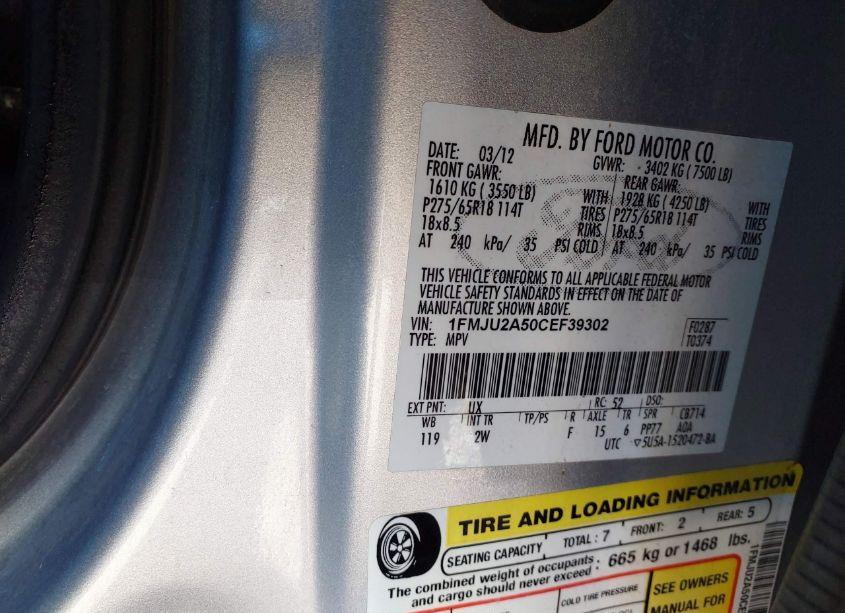 MFD. BY FORD MOTOR CO.
DATE: 03/12 GVWR: 3402 KG ( 7500 LB)
FRONT GAWR: REAR GAWR:
1610 KG ( 3550 LB) WITH 1928 KG ( 4250 LB) WITH
P275/65R18 114T TIRES P275/65R18 114T TIRES
18x8.5 RIMS 18x8.5 RIMS
AT 240 kPa/ 35 PSI COLD AT 240 kPa/ 35 PSI COLD
THIS VEHICLE CONFORMS TO ALL APPLICABLE FEDERAL MOTOR
VEHICLE SAFETY STANDARDS IN EFFECT ON THE DATE OF
MANUFACTURE SHOWN ABOVE.
VIN: 1FMJU2A50CEF39302 F0287
TYPE: MPV T0374
EXT PNT: UX RC: 52 DSO:
WB INT TR TP/PS R AXLE TR SPR CB714
119 2W F 15 6 PP77 AOA
UTC ▽5U5A-1520472-BA
TIRE AND LOADING INFORMATION
SEATING CAPACITY TOTAL : 7 FRONT: 2 REAR: 5
The combined weight of occupants
and cargo should never exceed : 665 kg or 1468 lbs.
COLD TIRE PRESSURE SEE OWNERS
MANUAL FOR
1FMJU2A50CE